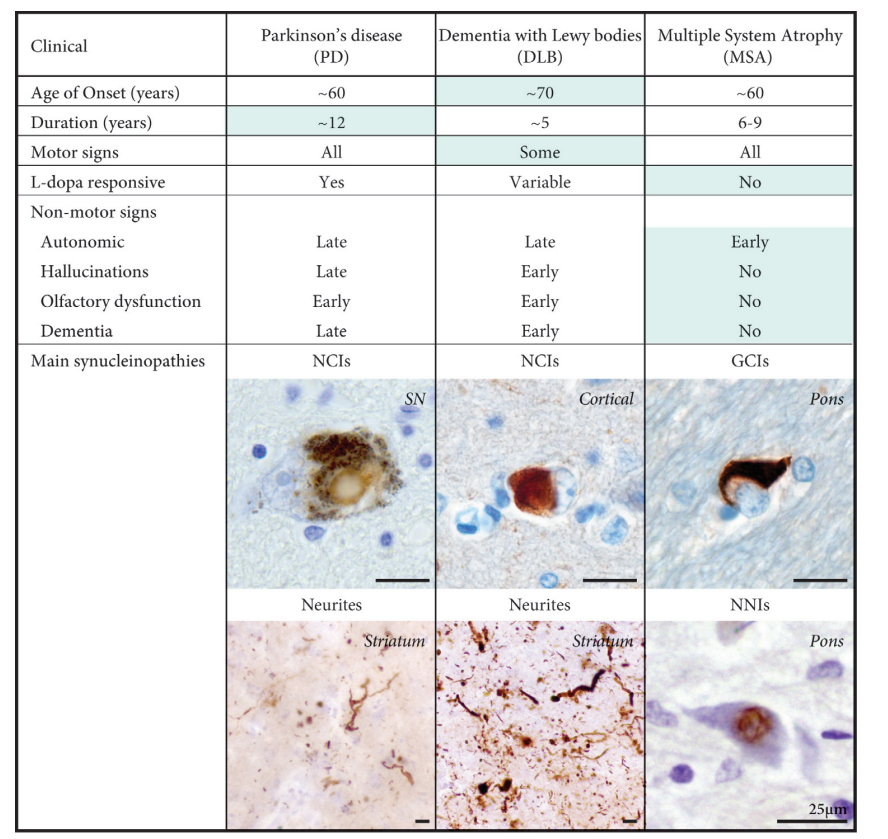 Clinical
Parkinson’s disease
(PD)
Dementia with Lewy bodies
(DLB)
Multiple System Atrophy
(MSA)
Age of Onset (years) ~60 ~70 ~60
Duration (years) ~12 ~5 6-9
Motor signs All Some All
L-dopa responsive Yes Variable No
Non-motor signs
Autonomic Late Late Early
Hallucinations Late Early No
Olfactory dysfunction Early Early No
Dementia Late Early No
Main synucleinopathies NCIs NCIs GCIs
SN Cortical Pons
Neurites Neurites NNIs
Striatum Striatum Pons
25μm